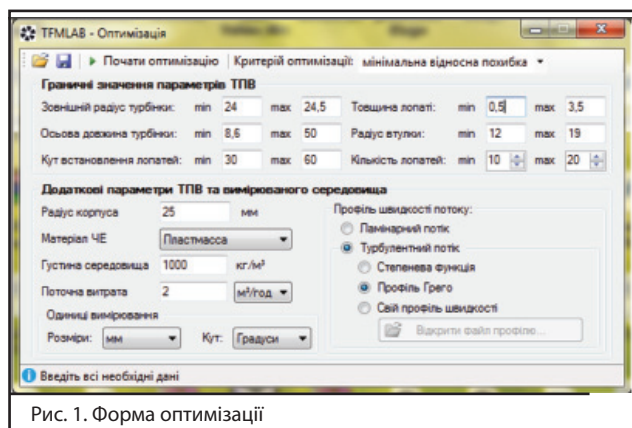 TFMLAB - Оптимізація
Почати оптимізацію Критерій оптимізації: мінімальна відносна похибка
Граничні значення параметрів ТПВ
Зовнішній радіус турбінки: min 24 max 24,5 Товщина лопаті: min 0,5 max 3,5
Осьова довжина турбінки: min 8,6 max 50 Радіус втулки: min 12 max 19
Кут встановлення лопатей: min 30 max 60 Кількість лопатей: min 10 max 20
Додаткові параметри ТПВ та вимірюваного середовища
Радіус корпуса 25 мм
Матеріал ЧЕ Пластмасса
Густина середовища 1000 кг/м³
Поточна витрата 2 м³/год
Одиниці вимірювання
Розміри: мм Кут: Градуси
Профіль швидкості потоку:
Ламінарний потік
Турбулентний потік
Степенева функція
Профіль Грего
Свій профіль швидкості
Відкрити файл профілю...
Введіть всі необхідні дані
Рис. 1. Форма оптимізації